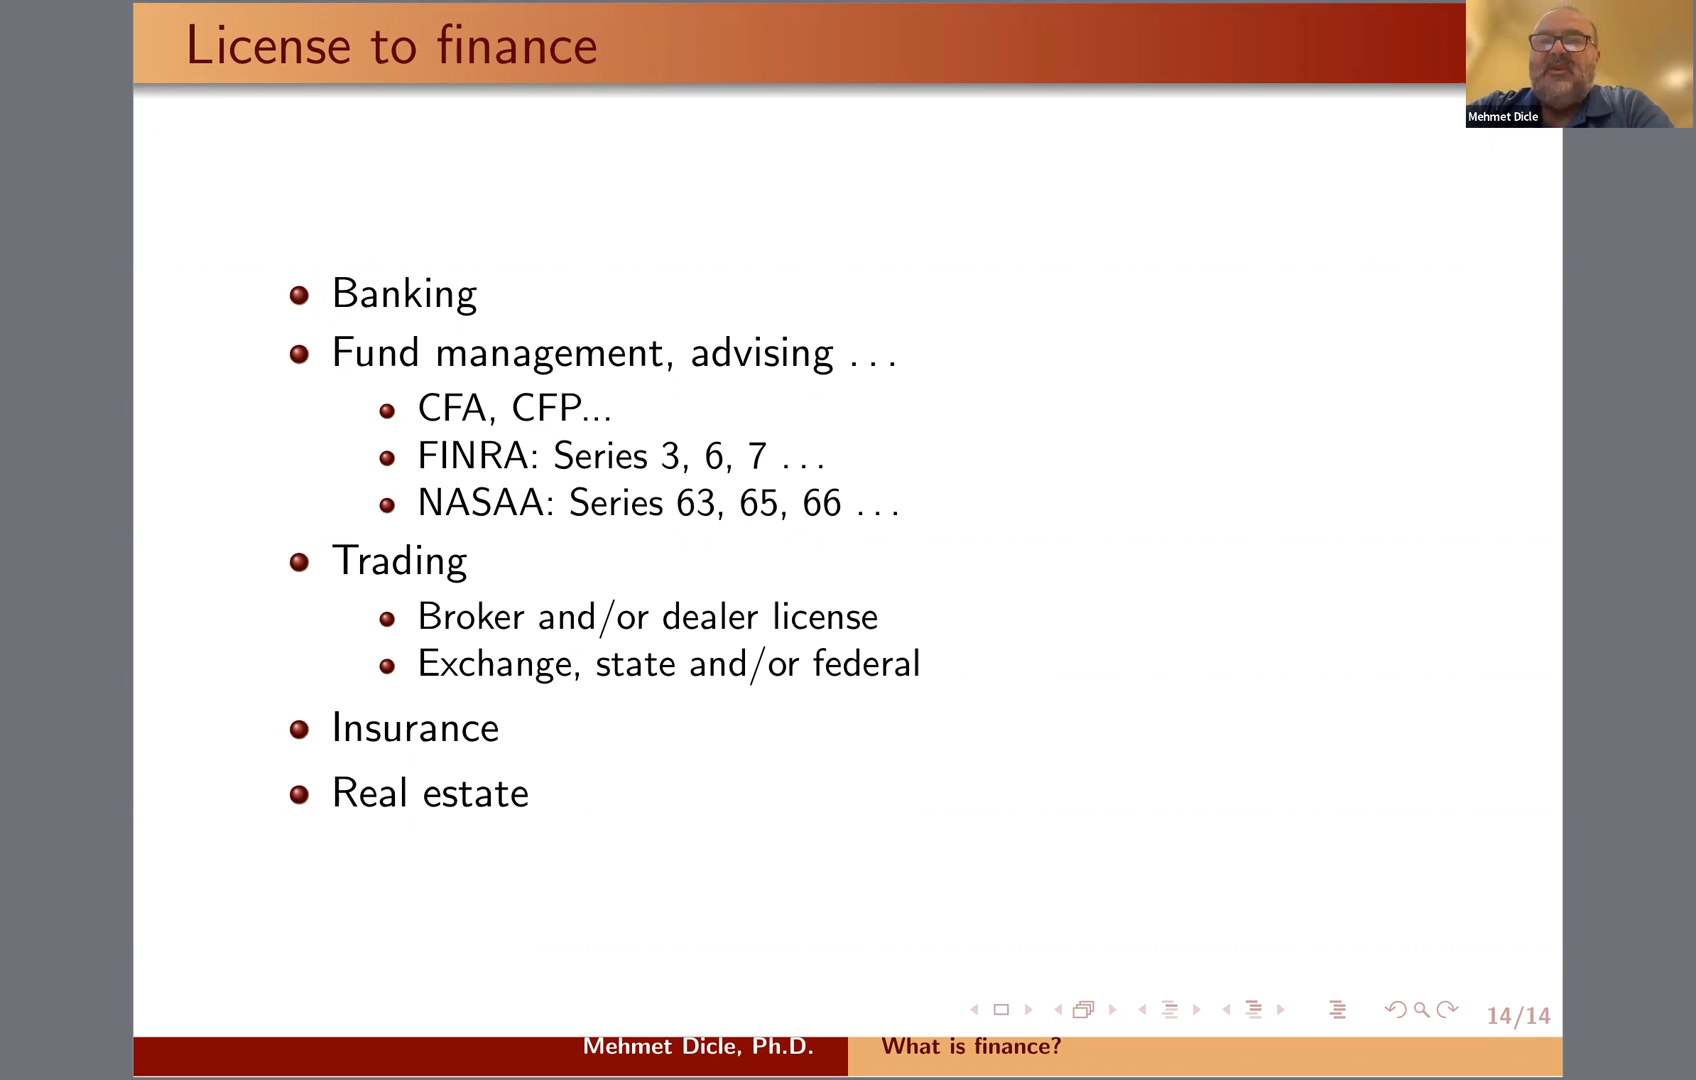 License to finance
Mehmet Dicle
Banking
Fund management, advising . . .
CFA, CFP...
FINRA: Series 3, 6, 7 . . .
NASAA: Series 63, 65, 66 . . .
Trading
Broker and/or dealer license
Exchange, state and/or federal
Insurance
Real estate
14/14
Mehmet Dicle, Ph.D.
What is finance?